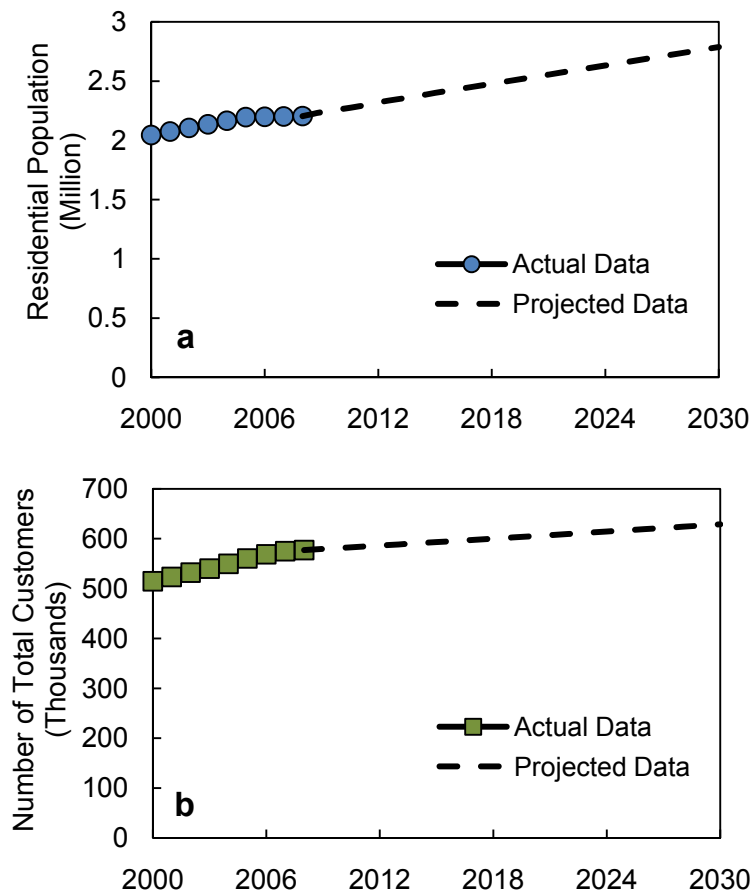 3
2.5
2
1.5
1
0.5
0
Residential Population
(Million)
Actual Data
Projected Data
a
2000 2006 2012 2018 2024 2030
700
600
500
400
300
200
100
0
Number of Total Customers
(Thousands)
Actual Data
Projected Data
b
2000 2006 2012 2018 2024 2030